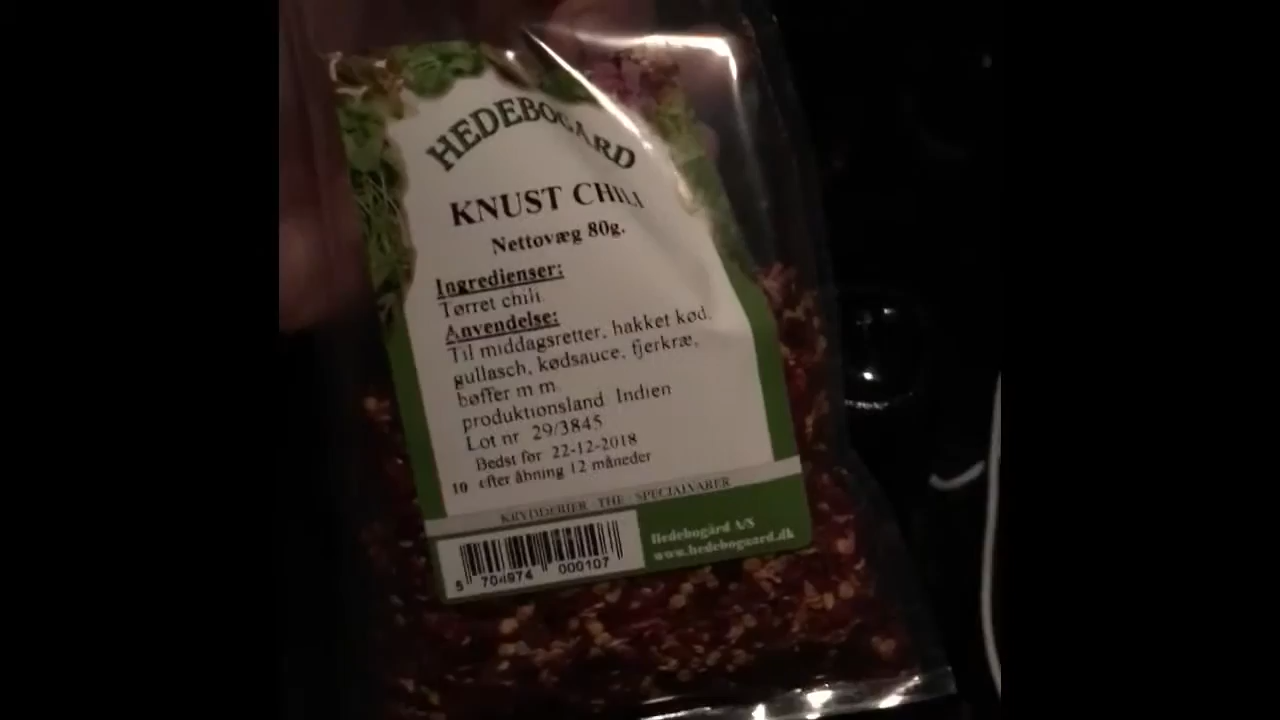 HEDEBOGÅRD
KNUST CHILI
Nettovæg 80g.
Ingredienser:
Tørret chili.
Anvendelse:
Til middagsretter, hakket kød,
gullasch, kødsauce, fjerkræ,
bøffer m m.
produktionsland Indien
Lot nr 29/3845
Bedst før 22-12-2018
10 efter åbning 12 måneder
KRYDDERIER - THE - SPECIALVARER
Hedebogård A/S
www.hedebogaard.dk
5 704974 000107